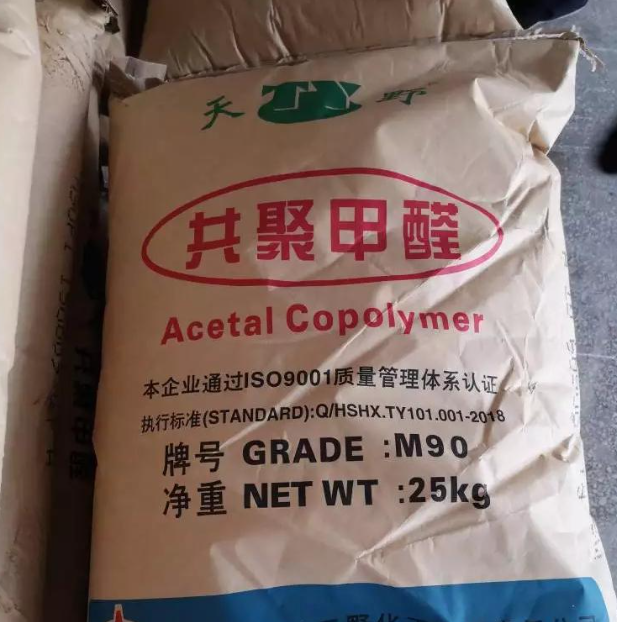 天 TY 野
共聚甲醛
Acetal Copolymer
本企业通过ISO9001质量管理体系认证
执行标准(STANDARD):Q/HSHX.TY101.001-2018
牌号 GRADE :M90
净重 NET WT :25kg